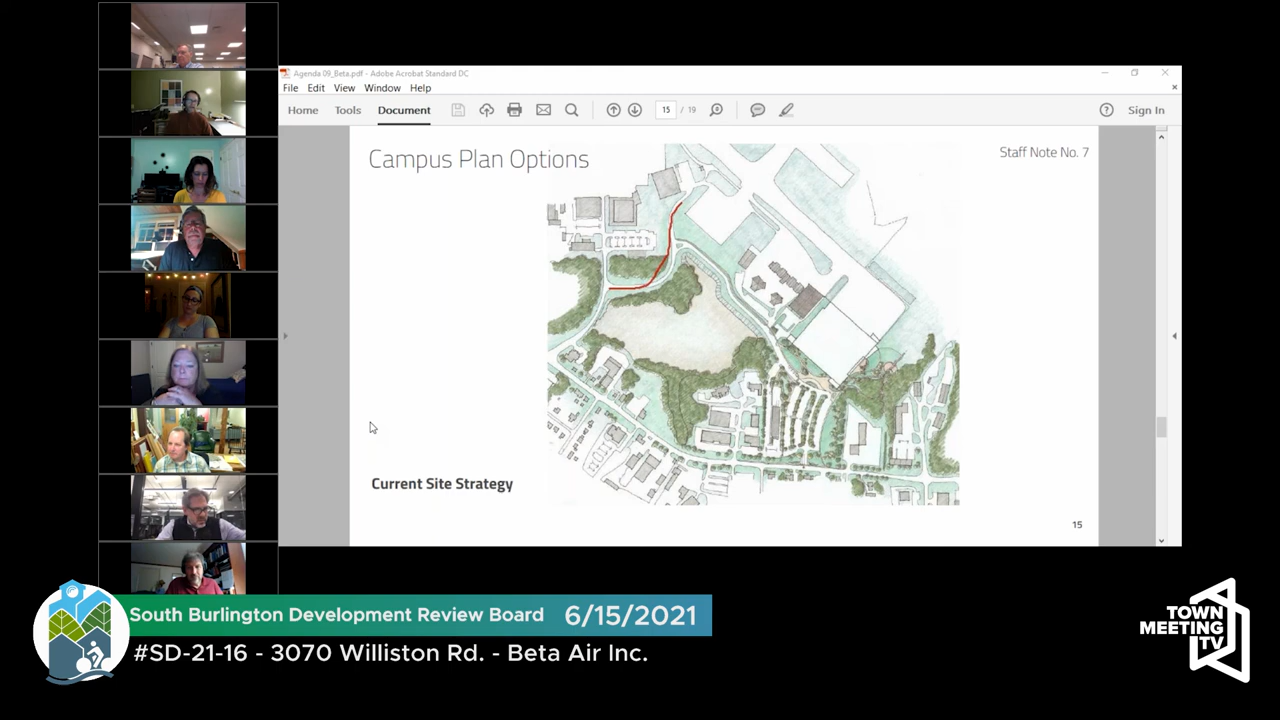 Agenda 09_Beta.pdf - Adobe Acrobat Standard DC
File Edit View Window Help
Home Tools Document 15 / 19 Sign In
Campus Plan Options
Staff Note No. 7
Current Site Strategy
15
South Burlington Development Review Board 6/15/2021
#SD-21-16 - 3070 Williston Rd. - Beta Air Inc.
TOWN
MEETING
TV